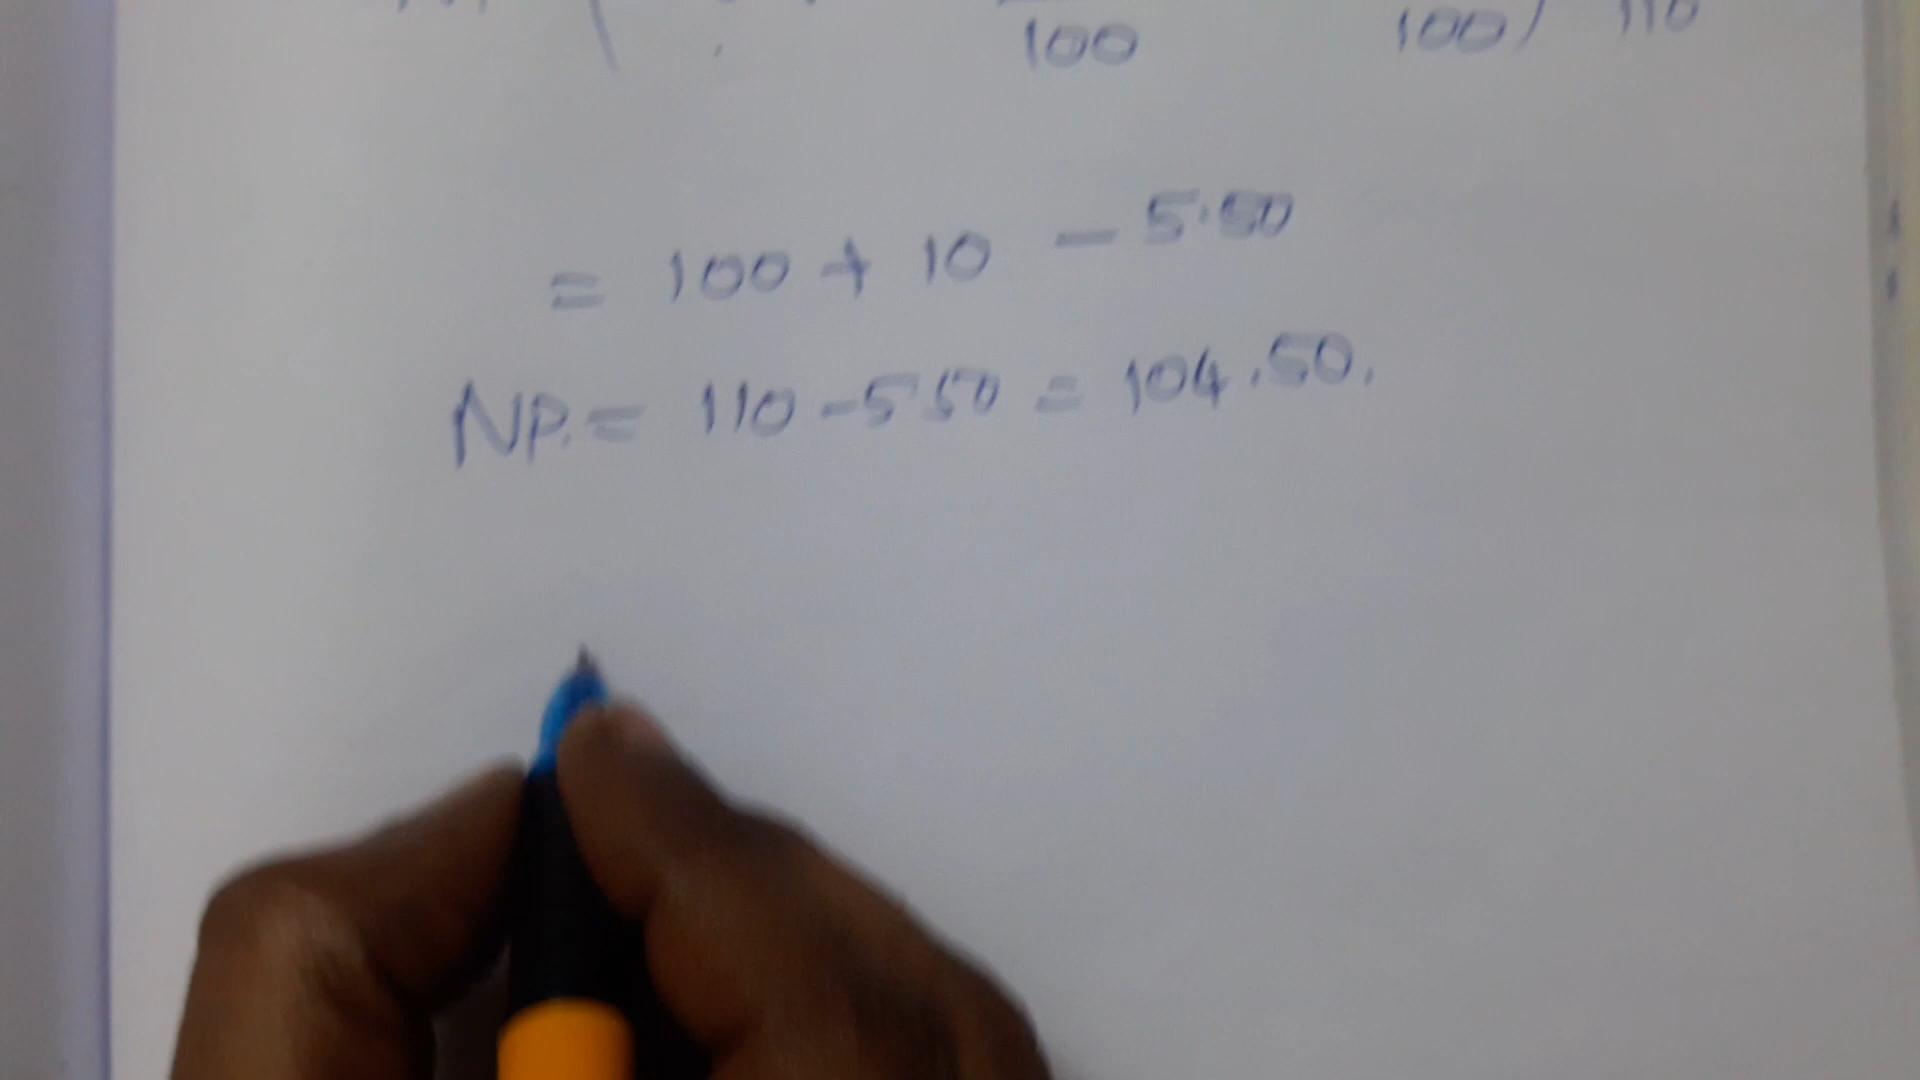 100 100) 110
= 100 + 10 - 5.50
NP. = 110 - 5 50 = 104.50.